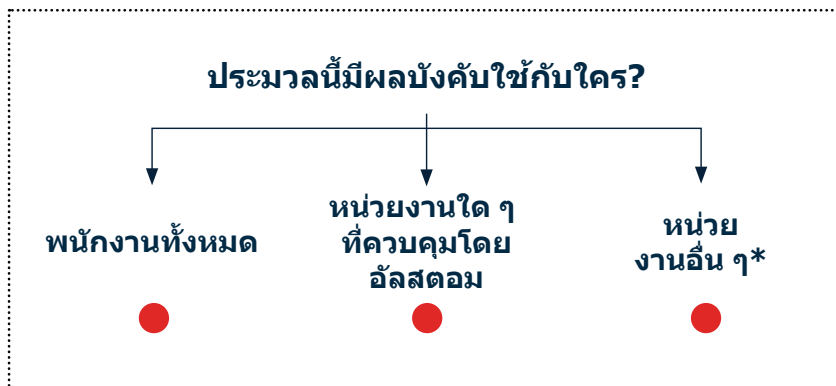 ประมวลนี้มีผลบังคับใช้กับใคร?
พนักงานทั้งหมด
หน่วยงานใด ๆ
ที่ควบคุมโดย
อัลสตอม
หน่วย
งานอื่น ๆ*